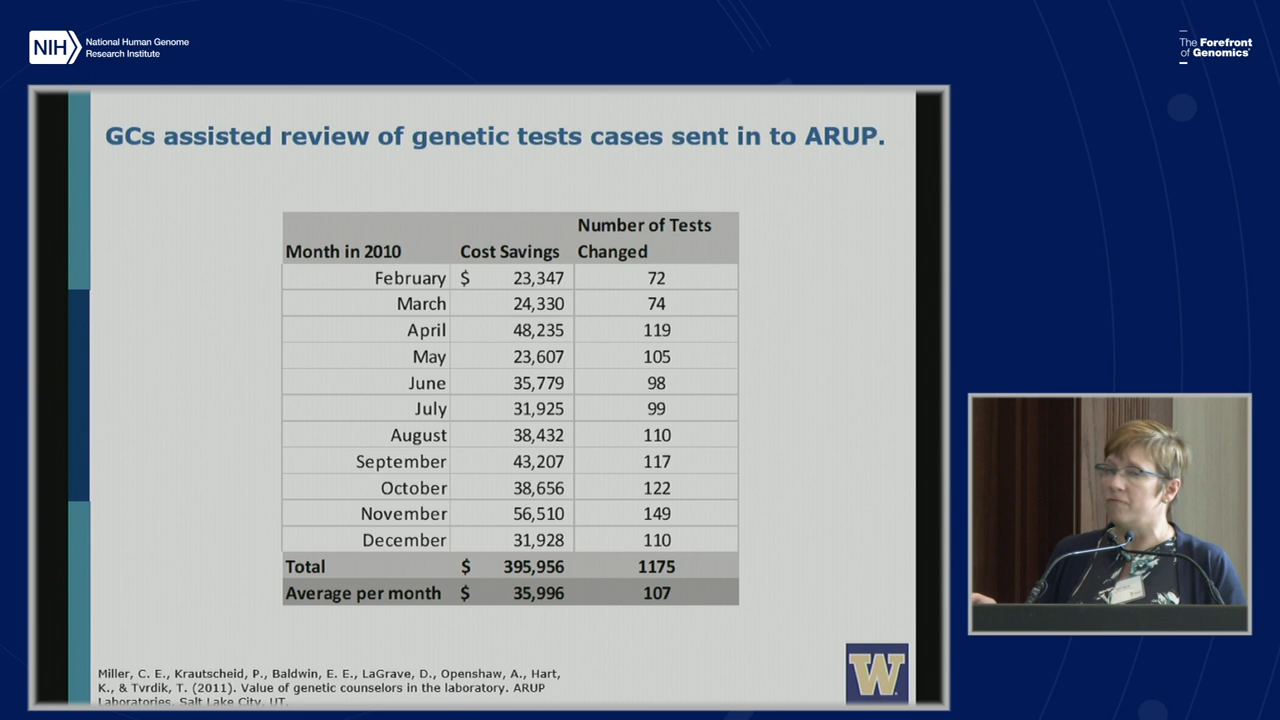 NIH National Human Genome
Research Institute
The Forefront
of Genomics®
GCs assisted review of genetic tests cases sent in to ARUP.
Month in 2010 Cost Savings Number of Tests Changed
February $ 23,347 72
March 24,330 74
April 48,235 119
May 23,607 105
June 35,779 98
July 31,925 99
August 38,432 110
September 43,207 117
October 38,656 122
November 56,510 149
December 31,928 110
Total $ 395,956 1175
Average per month $ 35,996 107
Miller, C. E., Krautscheid, P., Baldwin, E. E., LaGrave, D., Openshaw, A., Hart,
K., & Tvrdik, T. (2011). Value of genetic counselors in the laboratory. ARUP
Laboratories, Salt Lake City, UT.
W